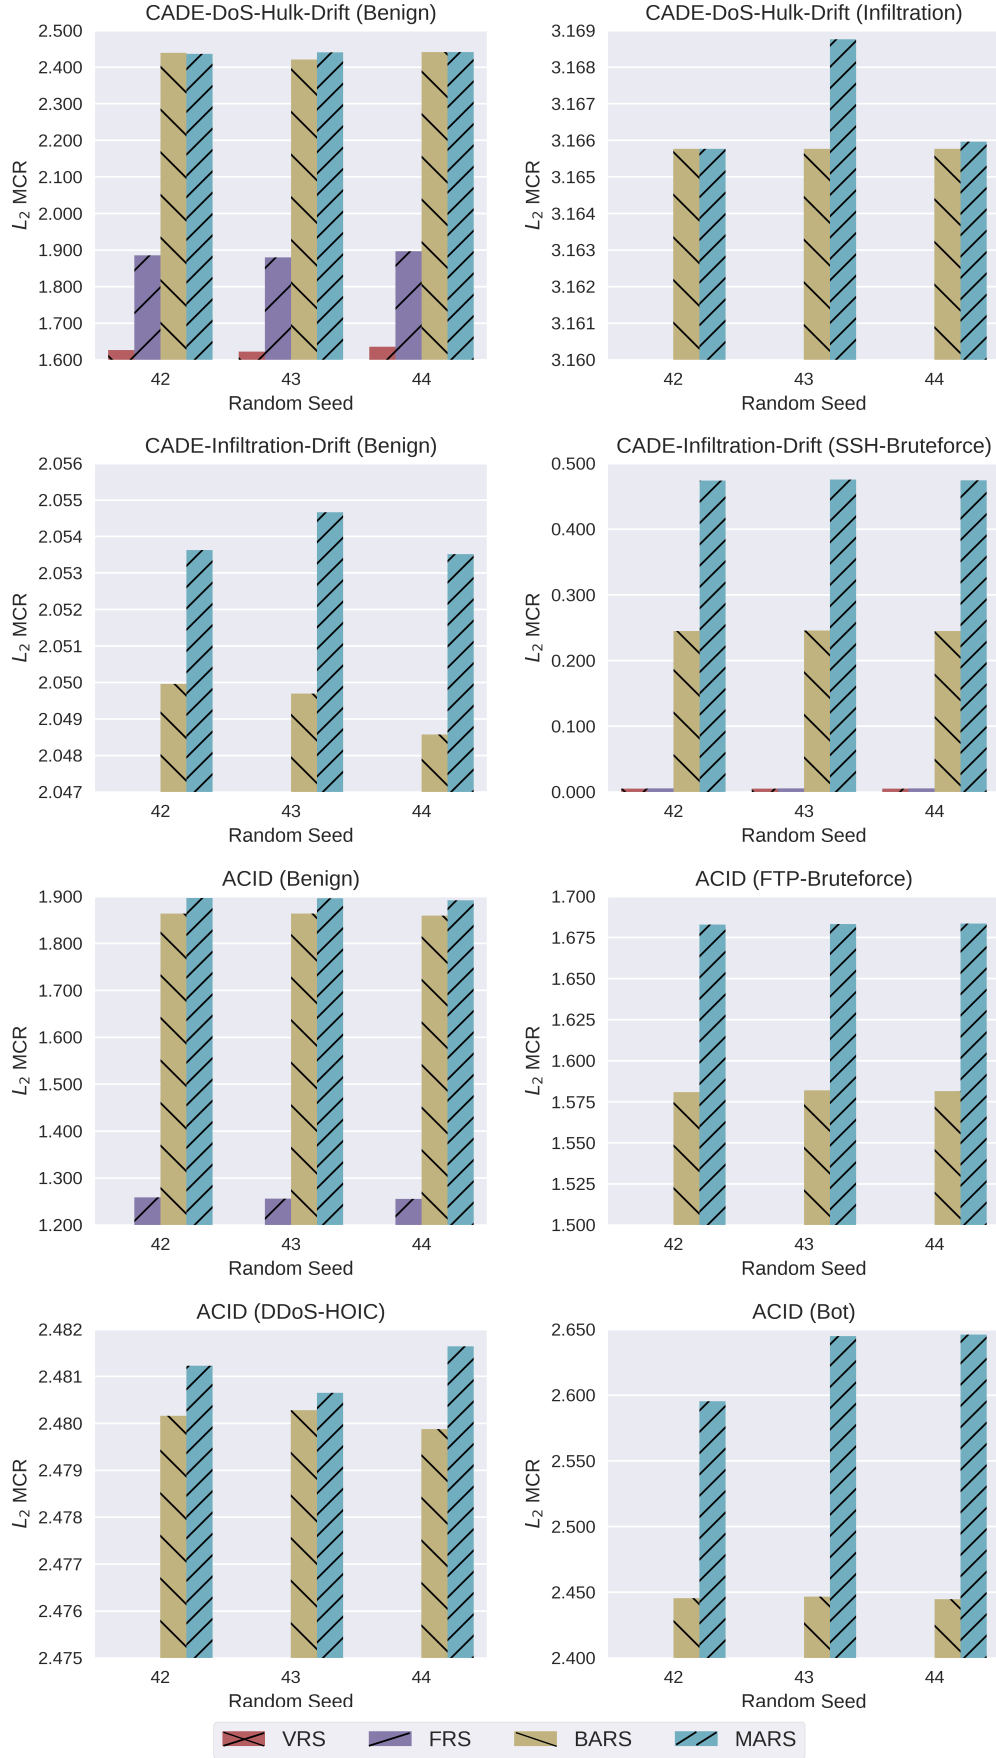 CADE-DoS-Hulk-Drift (Benign)
2.500
2.400
2.300
2.200
2.100
2.000
1.900
1.800
1.700
1.600
L2 MCR
42 43 44
Random Seed
CADE-DoS-Hulk-Drift (Infiltration)
3.169
3.168
3.167
3.166
3.165
3.164
3.163
3.162
3.161
3.160
L2 MCR
42 43 44
Random Seed
CADE-Infiltration-Drift (Benign)
2.056
2.055
2.054
2.053
2.052
2.051
2.050
2.049
2.048
2.047
L2 MCR
42 43 44
Random Seed
CADE-Infiltration-Drift (SSH-Bruteforce)
0.500
0.400
0.300
0.200
0.100
0.000
L2 MCR
42 43 44
Random Seed
ACID (Benign)
1.900
1.800
1.700
1.600
1.500
1.400
1.300
1.200
L2 MCR
42 43 44
Random Seed
ACID (FTP-Bruteforce)
1.700
1.675
1.650
1.625
1.600
1.575
1.550
1.525
1.500
L2 MCR
42 43 44
Random Seed
ACID (DDoS-HOIC)
2.482
2.481
2.480
2.479
2.478
2.477
2.476
2.475
L2 MCR
42 43 44
Random Seed
ACID (Bot)
2.650
2.600
2.550
2.500
2.450
2.400
L2 MCR
42 43 44
Random Seed
VRS FRS BARS MARS